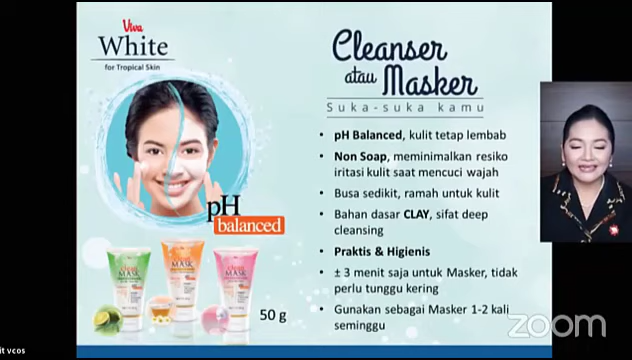 Viva
White
for Tropical Skin
Cleanser
atau Masker
Suka-suka kamu
• pH Balanced, kulit tetap lembab
• Non Soap, meminimalkan resiko
iritasi kulit saat mencuci wajah
• Busa sedikit, ramah untuk kulit
• Bahan dasar CLAY, sifat deep
cleansing
• Praktis & Higienis
• ± 3 menit saja untuk Masker, tidak
perlu tunggu kering
• Gunakan sebagai Masker 1-2 kali
seminggu
pH
balanced
MASK
MASK
MASK
50 g
zoom
it vcos